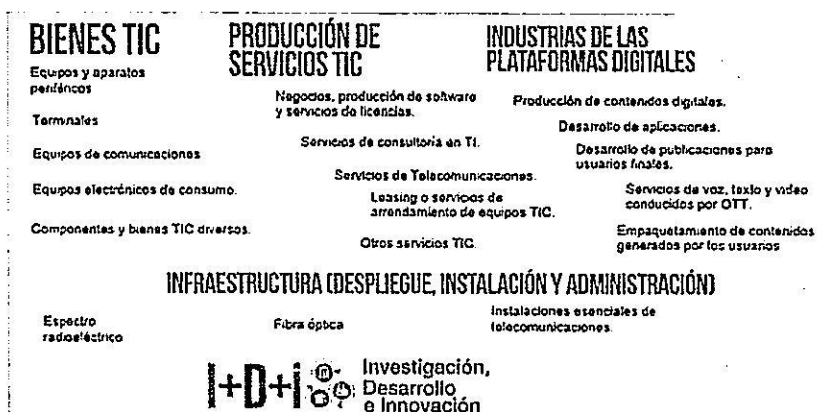 BIENES TIC
Equipos y aparatos
periféricos
Terminales
Equipos de comunicaciones
Equipos electrónicos de consumo.
Componentes y bienes TIC diversos.
PRODUCCIÓN DE
SERVICIOS TIC
Negocios, producción de software
y servicios de licencias.
Servicios de consultoría en TI.
Servicios de Telecomunicaciones.
Leasing o servicios de
arrendamiento de equipos TIC.
Otros servicios TIC.
INDUSTRIAS DE LAS
PLATAFORMAS DIGITALES
Producción de contenidos digitales.
Desarrollo de aplicaciones.
Desarrollo de publicaciones para
usuarios finales.
Servicios de voz, texto y video
conducidos por OTT.
Empaquetamiento de contenidos
generados por los usuarios
INFRAESTRUCTURA (DESPLIEGUE, INSTALACIÓN Y ADMINISTRACIÓN)
Espectro
radioeléctrico
Fibra óptica
Instalaciones esenciales de
telecomunicaciones.
I+D+i
Investigación,
Desarrollo
e Innovación